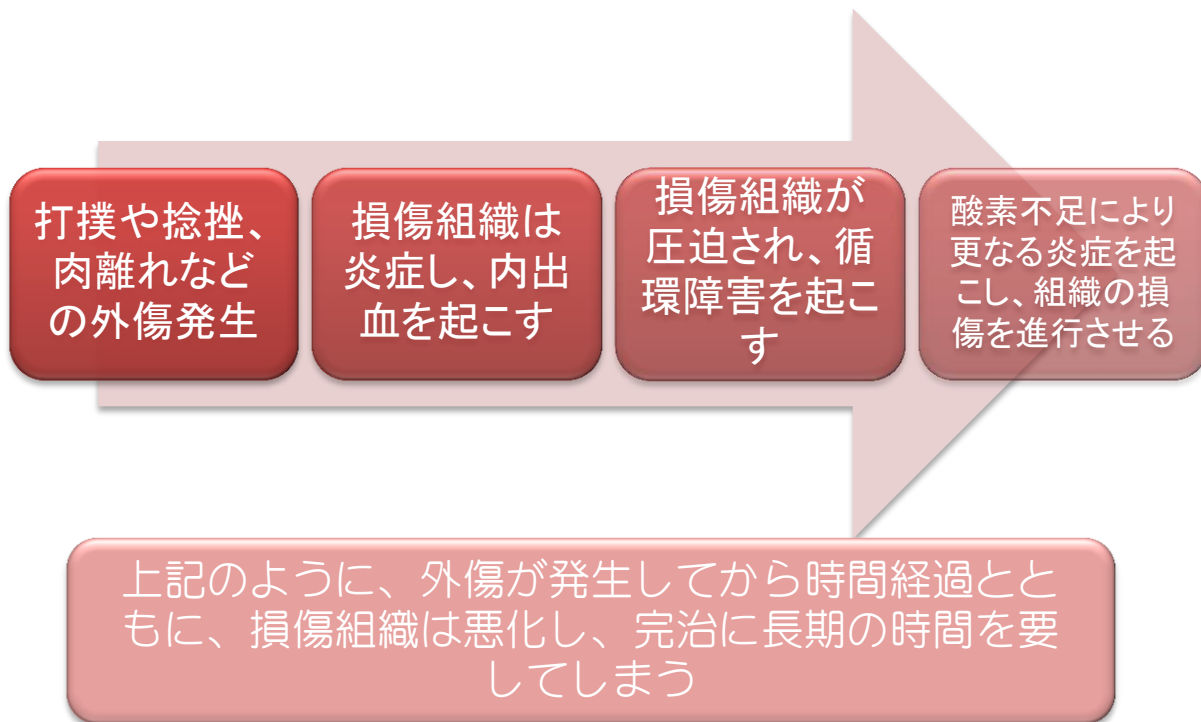 打撲や捻挫、
肉離れなど
の外傷発生
損傷組織は
炎症し、内出
血を起こす
損傷組織が
圧迫され、循
環障害を起こ
す
酸素不足により
更なる炎症を起
こし、組織の損
傷を進行させる
上記のように、外傷が発生してから時間経過とと
もに、損傷組織は悪化し、完治に長期の時間を要
してしまう